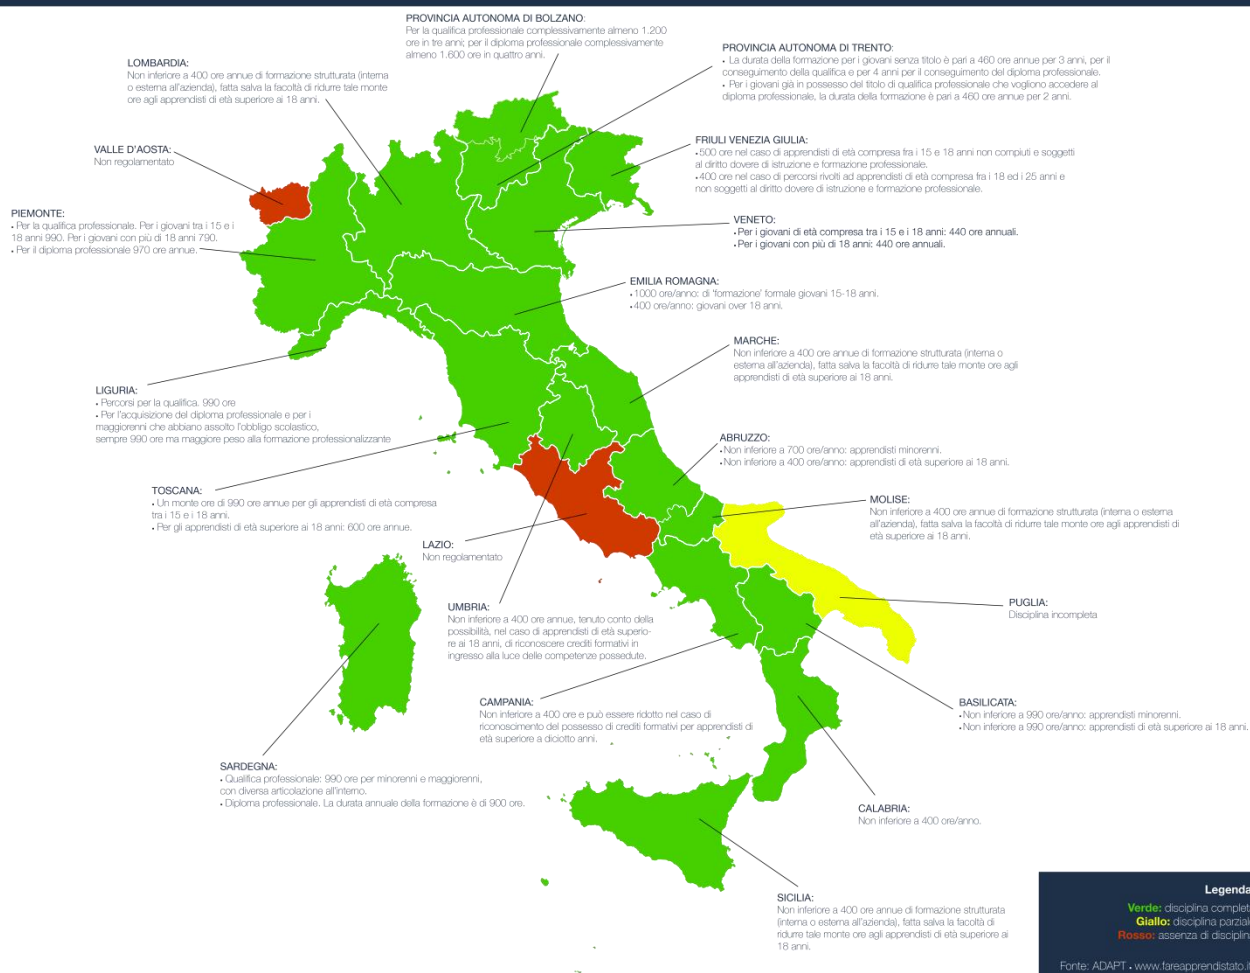 PROVINCIA AUTONOMA DI BOLZANO:
Per la qualifica professionale complessivamente almeno 1.200
ore in tre anni; per il diploma professionale complessivamente
almeno 1.600 ore in quattro anni.
PROVINCIA AUTONOMA DI TRENTO:
• La durata della formazione per i giovani senza titolo è pari a 460 ore annue per 3 anni, per il
conseguimento della qualifica e per 4 anni per il conseguimento del diploma professionale.
• Per i giovani già in possesso del titolo di qualifica professionale che vogliono accedere al
diploma professionale, la durata della formazione è pari a 460 ore annue per 2 anni.
LOMBARDIA:
Non inferiore a 400 ore annue di formazione strutturata (interna
o esterna all'azienda), fatta salva la facoltà di ridurre tale monte
ore agli apprendisti di età superiore ai 18 anni.
VALLE D'AOSTA:
Non regolamentato
FRIULI VENEZIA GIULIA:
•500 ore nel caso di apprendisti di età compresa fra i 15 e 18 anni non compiuti e soggetti
al diritto dovere di istruzione e formazione professionale.
•400 ore nel caso di percorsi rivolti ad apprendisti di età compresa fra i 18 ed i 25 anni e
non soggetti al diritto dovere di istruzione e formazione professionale.
PIEMONTE:
• Per la qualifica professionale. Per i giovani tra i 15 e i
18 anni 990. Per i giovani con più di 18 anni 790.
• Per il diploma professionale 970 ore annue.
VENETO:
•Per i giovani di età compresa tra i 15 e i 18 anni: 440 ore annuali.
•Per i giovani con più di 18 anni: 440 ore annuali.
EMILIA ROMAGNA:
•1000 ore/anno: di 'formazione' formale giovani 15-18 anni.
•400 ore/anno: giovani over 18 anni.
MARCHE:
Non inferiore a 400 ore annue di formazione strutturata (interna o
esterna all'azienda), fatta salva la facoltà di ridurre tale monte ore agli
apprendisti di età superiore ai 18 anni.
LIGURIA:
• Percorsi per la qualifica. 990 ore
• Per l'acquisizione del diploma professionale e per i
maggiorenni che abbiano assolto l'obbligo scolastico,
sempre 990 ore ma maggiore peso alla formazione professionalizzante
ABRUZZO:
•Non inferiore a 700 ore/anno: apprendisti minorenni.
•Non inferiore a 400 ore/anno: apprendisti di età superiore ai 18 anni.
TOSCANA:
• Un monte ore di 990 ore annue per gli apprendisti di età compresa
tra i 15 e i 18 anni.
• Per gli apprendisti di età superiore ai 18 anni: 600 ore annue.
MOLISE:
Non inferiore a 400 ore annue di formazione strutturata (interna o esterna
all'azienda), fatta salva la facoltà di ridurre tale monte ore agli apprendisti di
età superiore ai 18 anni.
LAZIO:
Non regolamentato
PUGLIA:
Disciplina incompleta
UMBRIA:
Non inferiore a 400 ore annue, tenuto conto della
possibilità, nel caso di apprendisti di età superio-
re ai 18 anni, di riconoscere crediti formativi in
ingresso alla luce delle competenze possedute.
CAMPANIA:
Non inferiore a 400 ore e può essere ridotto nel caso di
riconoscimento del possesso di crediti formativi per apprendisti di
età superiore a diciotto anni.
BASILICATA:
•Non inferiore a 990 ore/anno: apprendisti minorenni.
•Non inferiore a 990 ore/anno: apprendisti di età superiore ai 18 anni.
SARDEGNA:
• Qualifica professionale: 990 ore per minorenni e maggiorenni,
con diversa articolazione all'interno.
• Diploma professionale. La durata annuale della formazione è di 900 ore.
CALABRIA:
Non inferiore a 400 ore/anno.
SICILIA:
Non inferiore a 400 ore annue di formazione strutturata
(interna o esterna all'azienda), fatta salva la facoltà di
ridurre tale monte ore agli apprendisti di età superiore ai
18 anni.
Legenda
Verde: disciplina complet
Giallo: disciplina parzial
Rosso: assenza di disciplin
Fonte: ADAPT - www.fareapprendistato.i